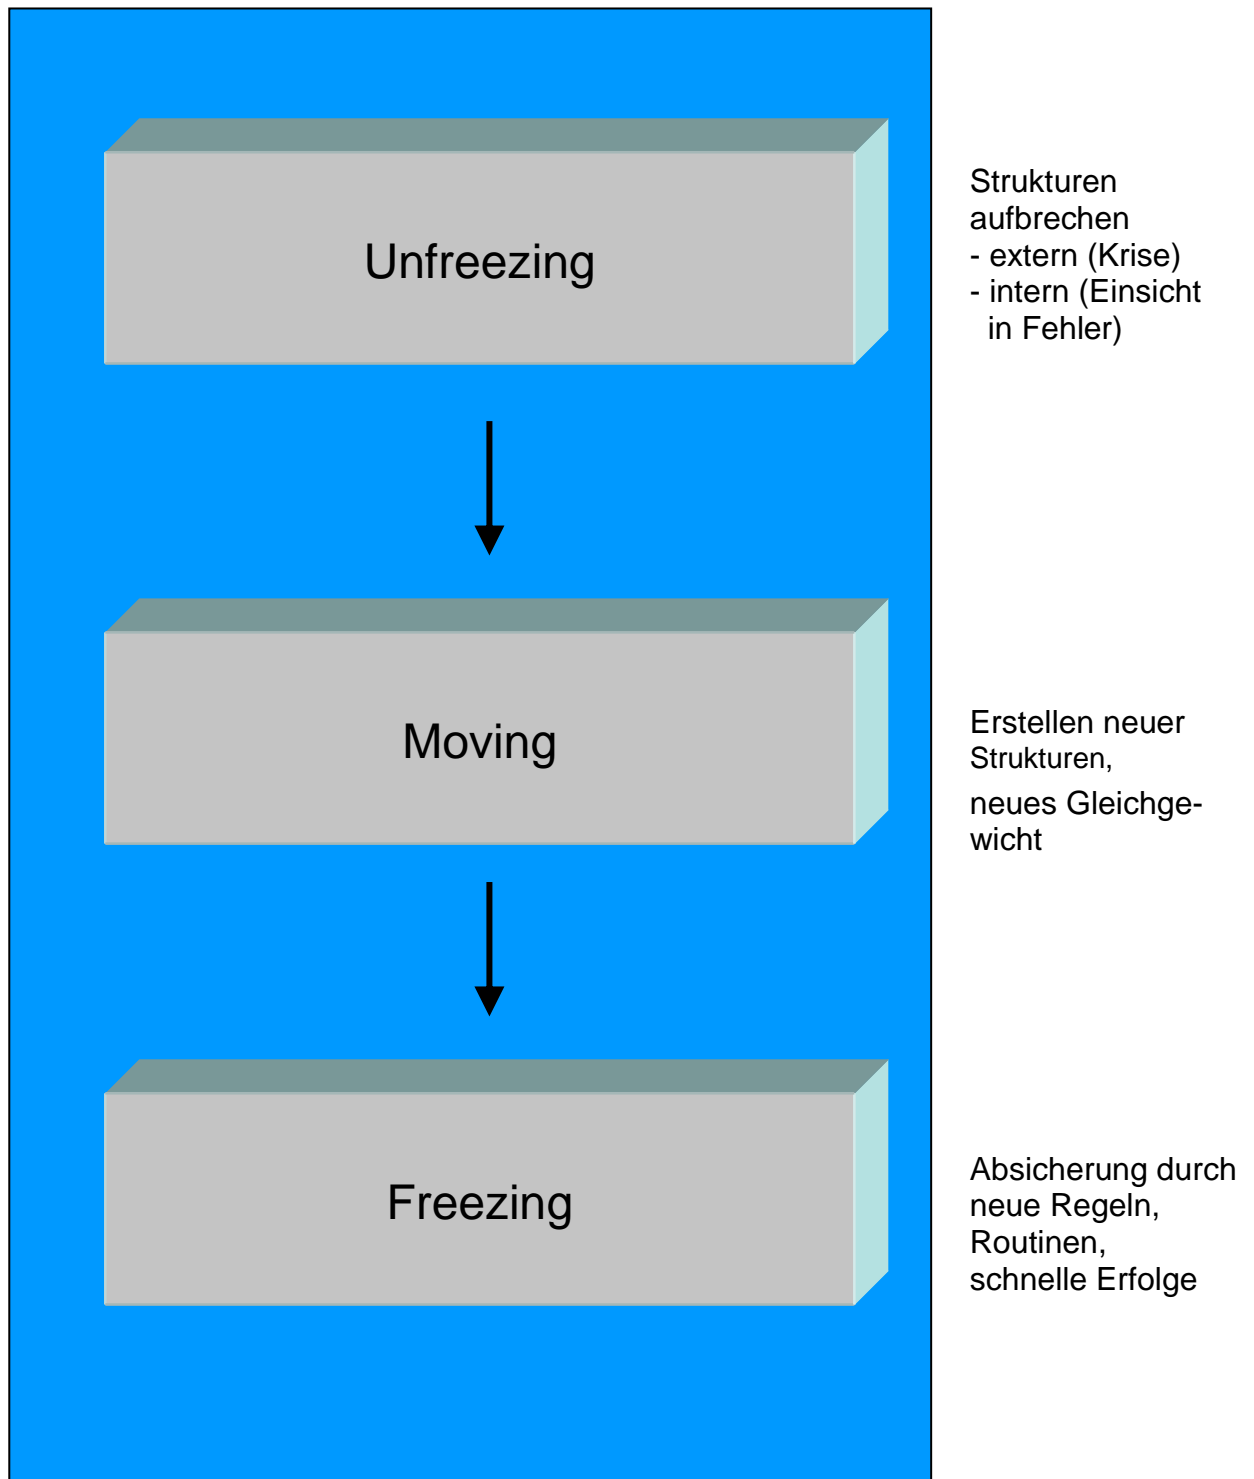 Unfreezing
Strukturen
aufbrechen
- extern (Krise)
- intern (Einsicht
in Fehler)
Moving
Erstellen neuer
Strukturen,
neues Gleichge-
wicht
Freezing
Absicherung durch
neue Regeln,
Routinen,
schnelle Erfolge